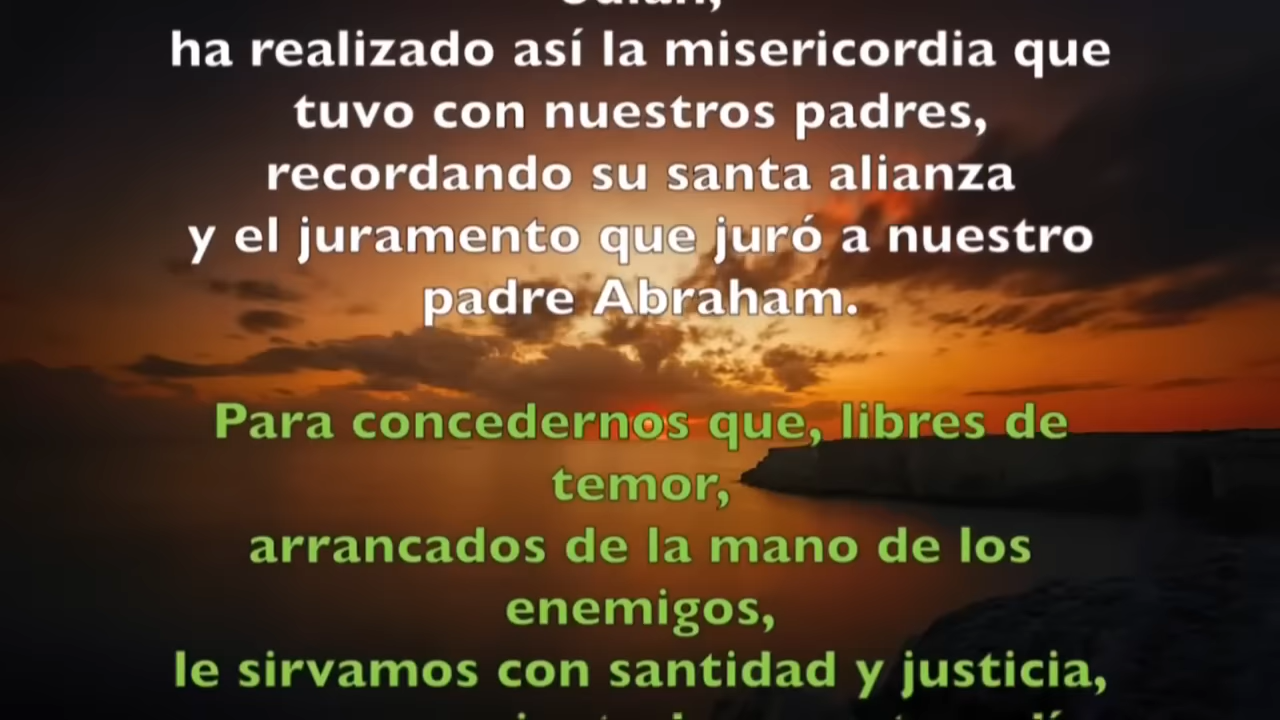 ha realizado así la misericordia que
tuvo con nuestros padres,
recordando su santa alianza
y el juramento que juró a nuestro
padre Abraham.
Para concedernos que, libres de
temor,
arrancados de la mano de los
enemigos,
le sirvamos con santidad y justicia,